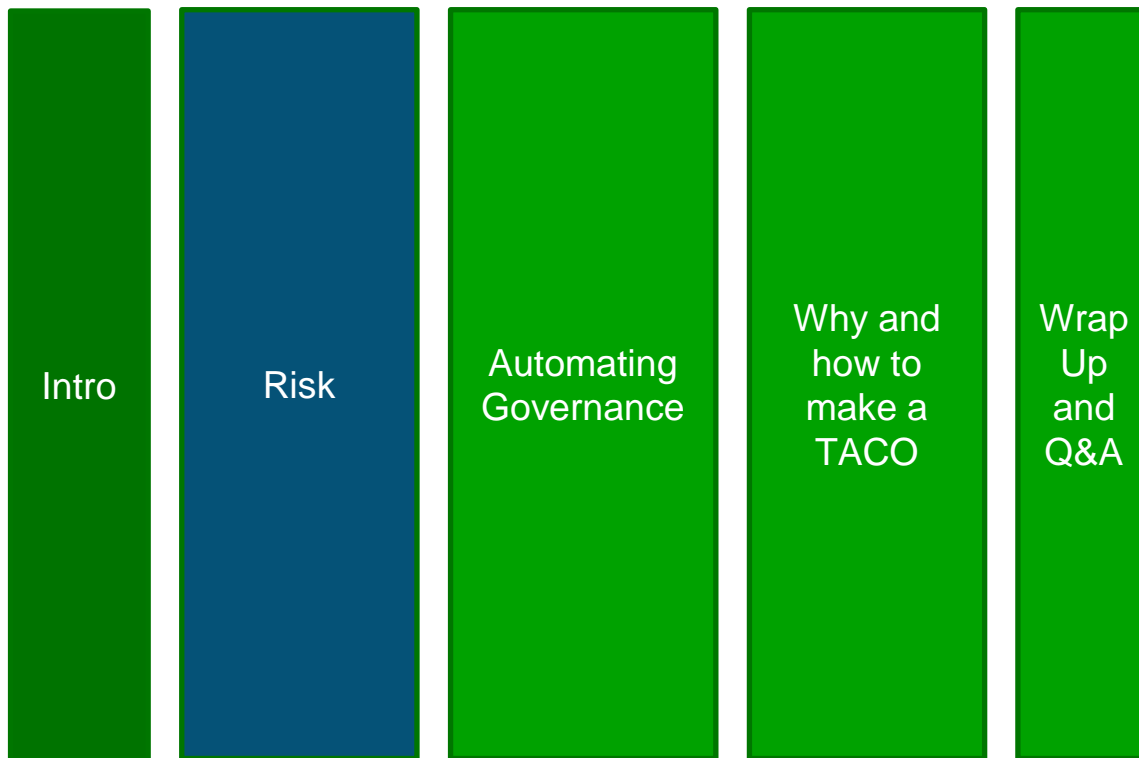 Intro
Risk
Automating
Governance
Why and
how to
make a
TACO
Wrap
Up
and
Q&A